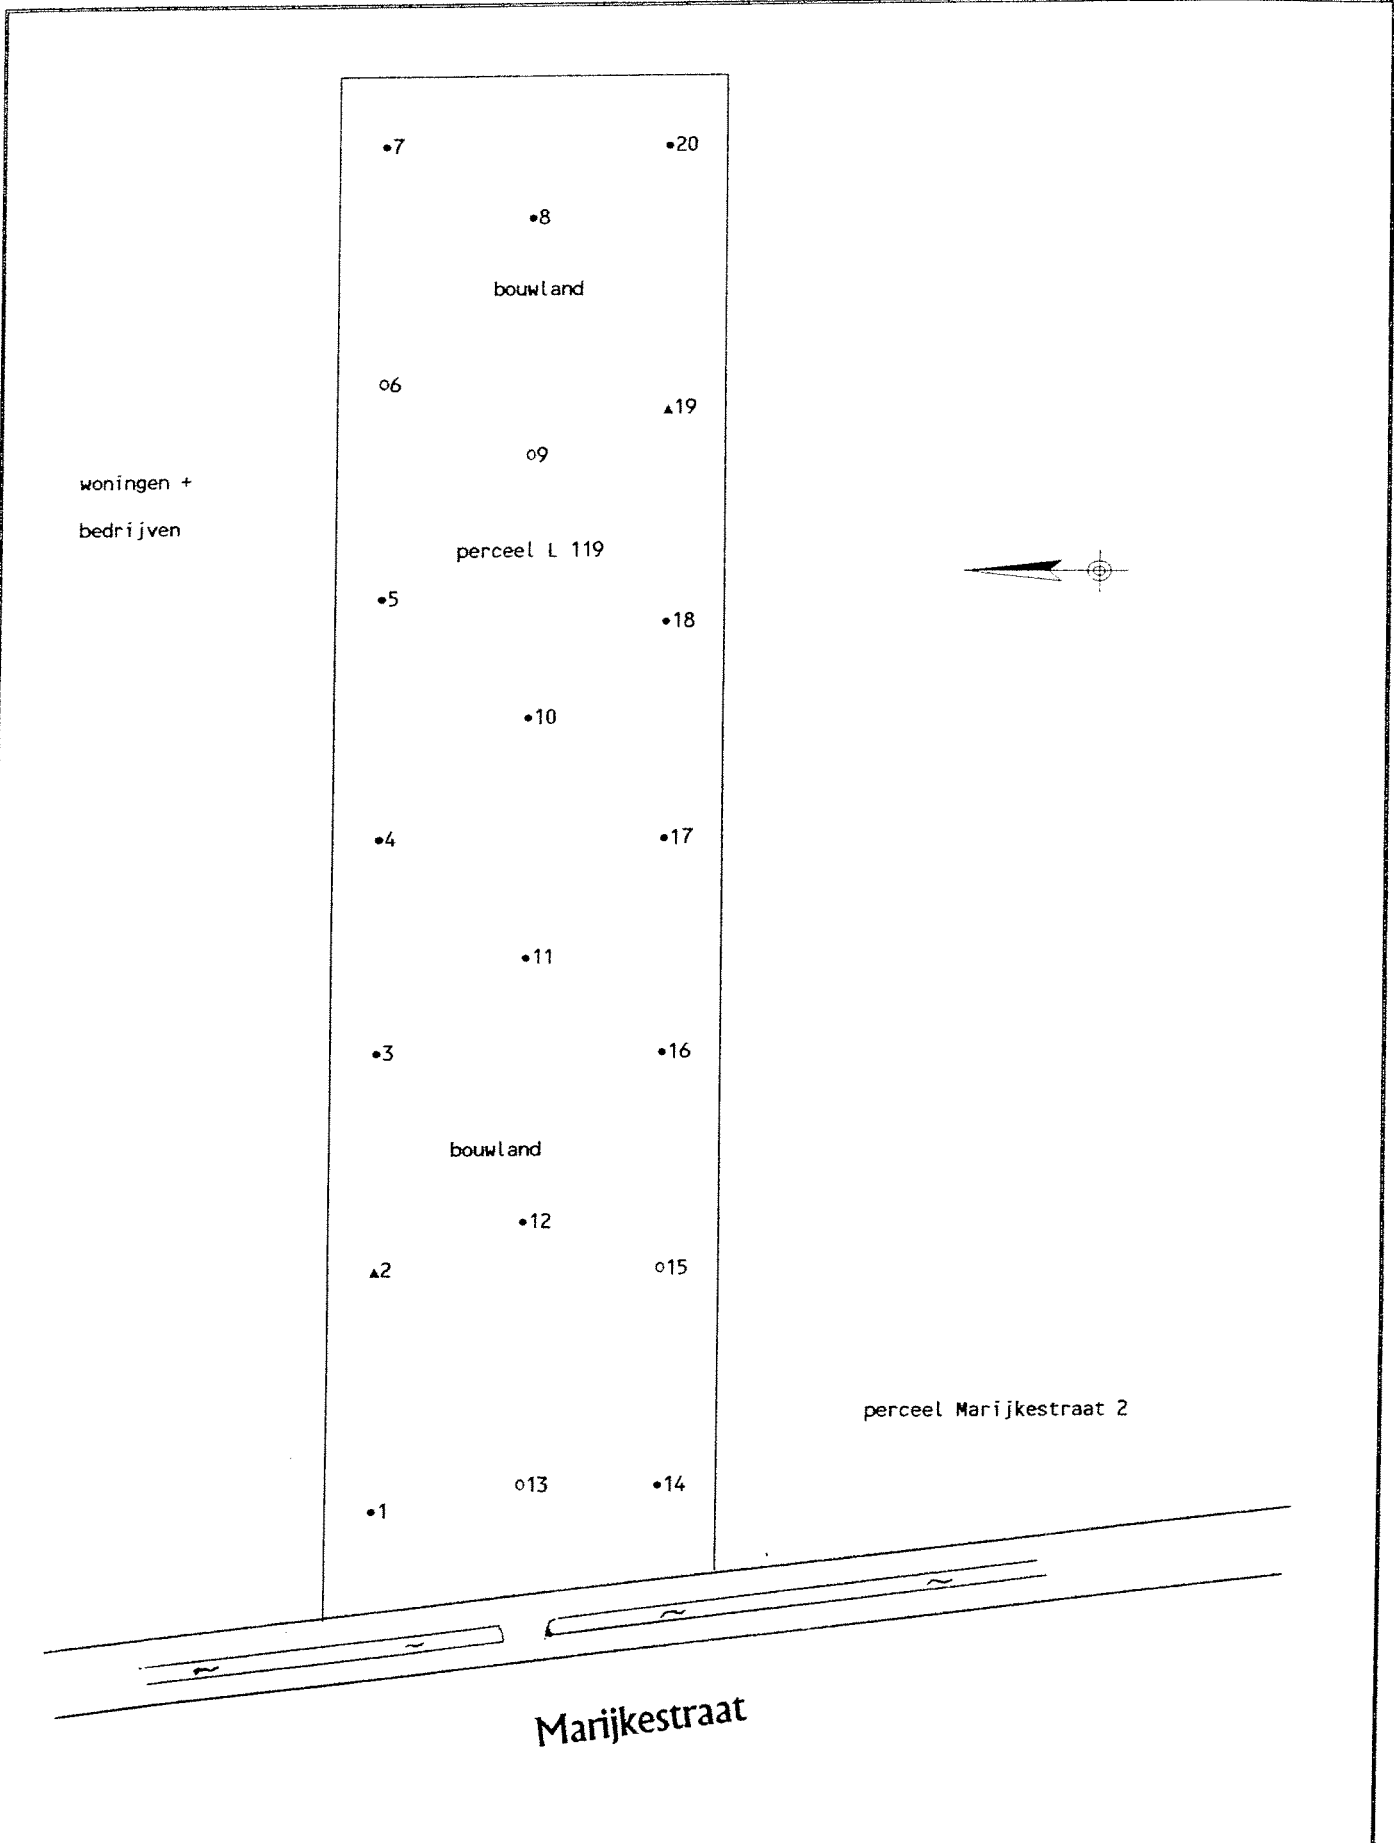 •7
•20
•8
bouwland
○6
▲19
○9
woningen +
bedrijven
perceel L 119
•5
•18
•10
•4
•17
•11
•3
•16
bouwland
•12
▲2
○15
perceel Marijkestraat 2
○13
•14
•1
Marijkestraat